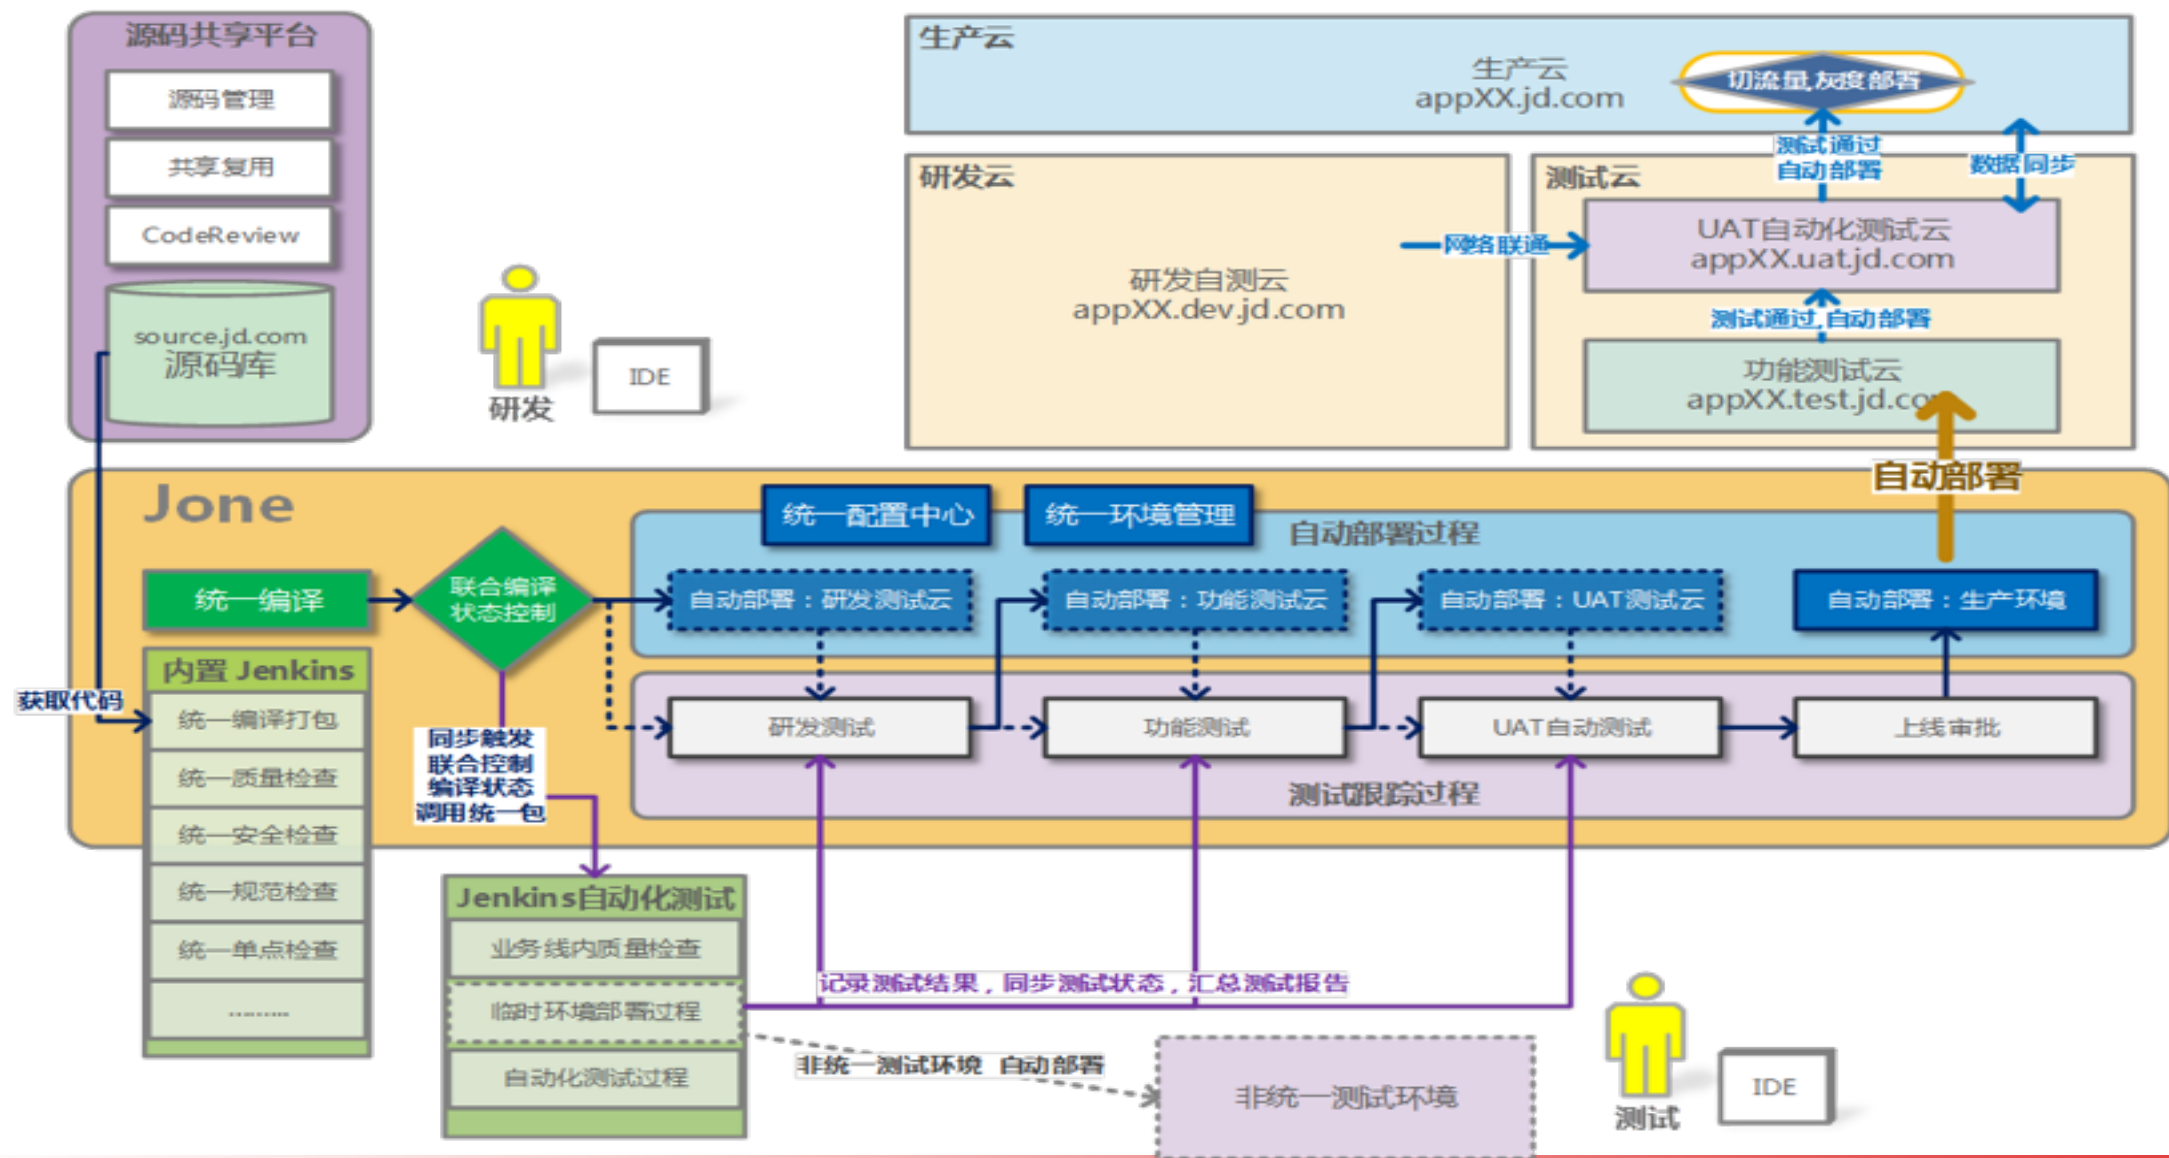 源码共享平台
源码管理
共享复用
CodeReview
source.jd.com
源码库
研发
IDE
生产云
生产云
appXX.jd.com
切流量,灰度部署
测试通过
自动部署
数据同步
研发云
研发自测云
appXX.dev.jd.com
网络联通
测试云
UAT自动化测试云
appXX.uat.jd.com
测试通过,自动部署
功能测试云
appXX.test.jd.com
自动部署
Jone
统一配置中心
统一环境管理
自动部署过程
统一编译
联合编译
状态控制
自动部署：研发测试云
自动部署：功能测试云
自动部署：UAT测试云
自动部署：生产环境
内置 Jenkins
获取代码
统一编译打包
统一质量检查
统一安全检查
统一规范检查
统一单点检查
………
同步触发
联合控制
编译状态
调用统一包
研发测试
功能测试
UAT自动测试
上线审批
测试跟踪过程
Jenkins自动化测试
业务线内质量检查
临时环境部署过程
自动化测试过程
记录测试结果，同步测试状态，汇总测试报告
非统一测试环境 自动部署
非统一测试环境
测试
IDE